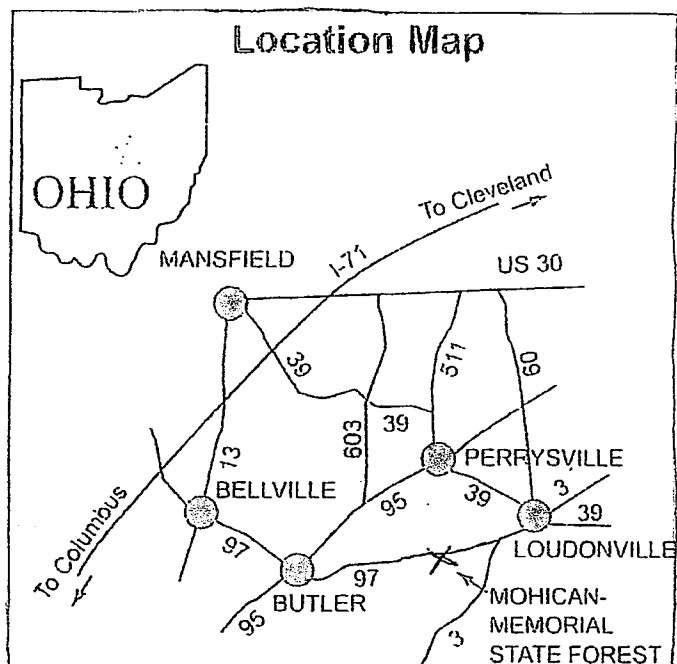 Location Map
OHIO
To Cleveland
MANSFIELD
I-71
US 30
39
511
60
39
603
13
PERRYSVILLE
BELLVILLE
95
39
3
39
To Columbus
97
LOUDONVILLE
97
BUTLER
95
3
MOHICAN-
MEMORIAL
STATE FOREST